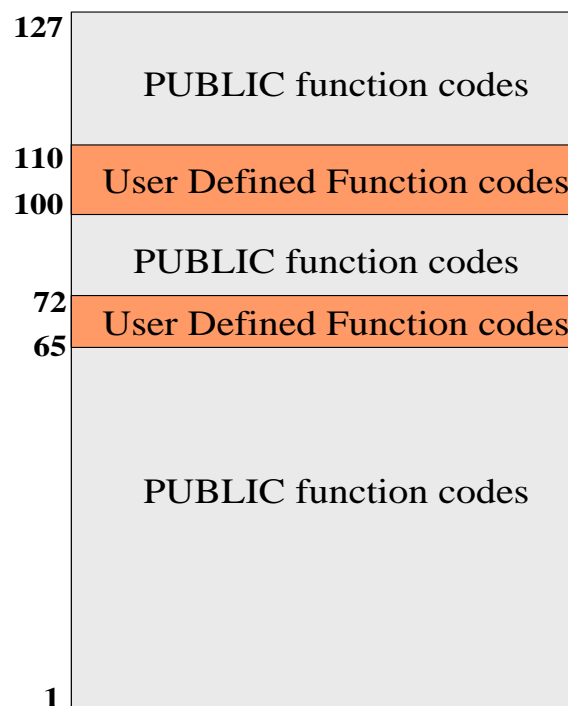 127
PUBLIC function codes
110
User Defined Function codes
100
PUBLIC function codes
72
User Defined Function codes
65
PUBLIC function codes
1